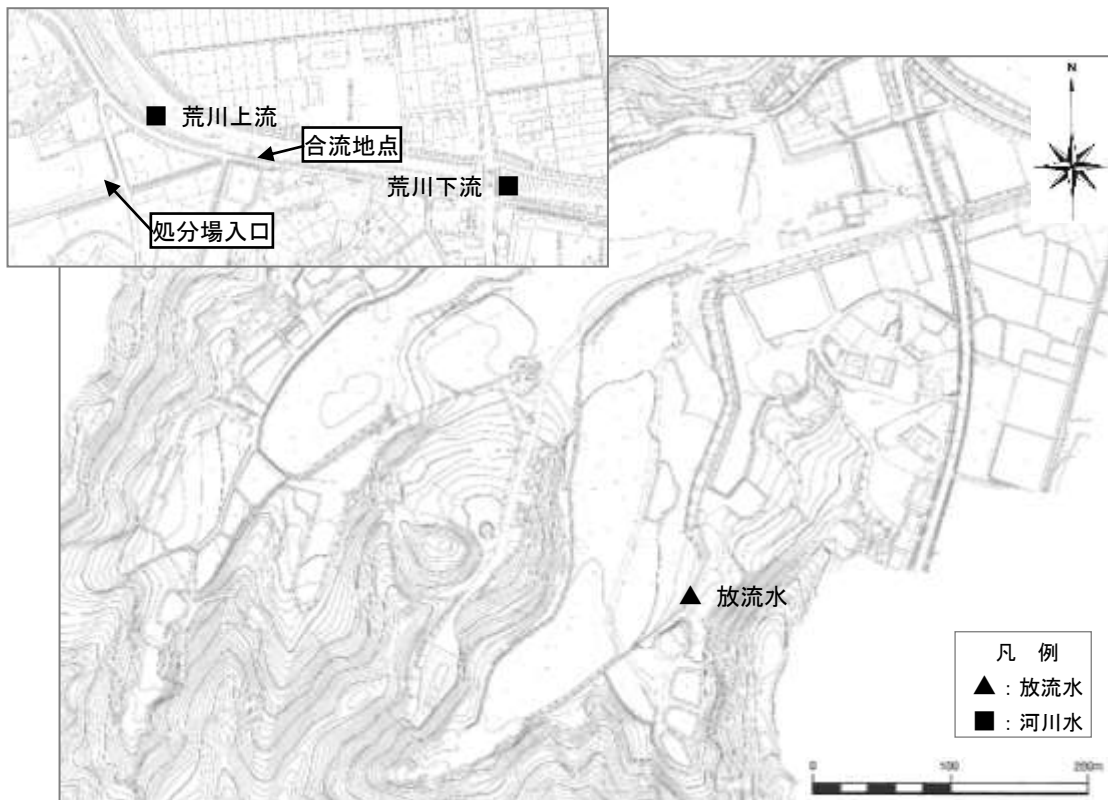 荒川上流
合流地点
荒川下流
処分場入口
N
放流水
凡 例
▲ : 放流水
■ : 河川水
0 100 200m